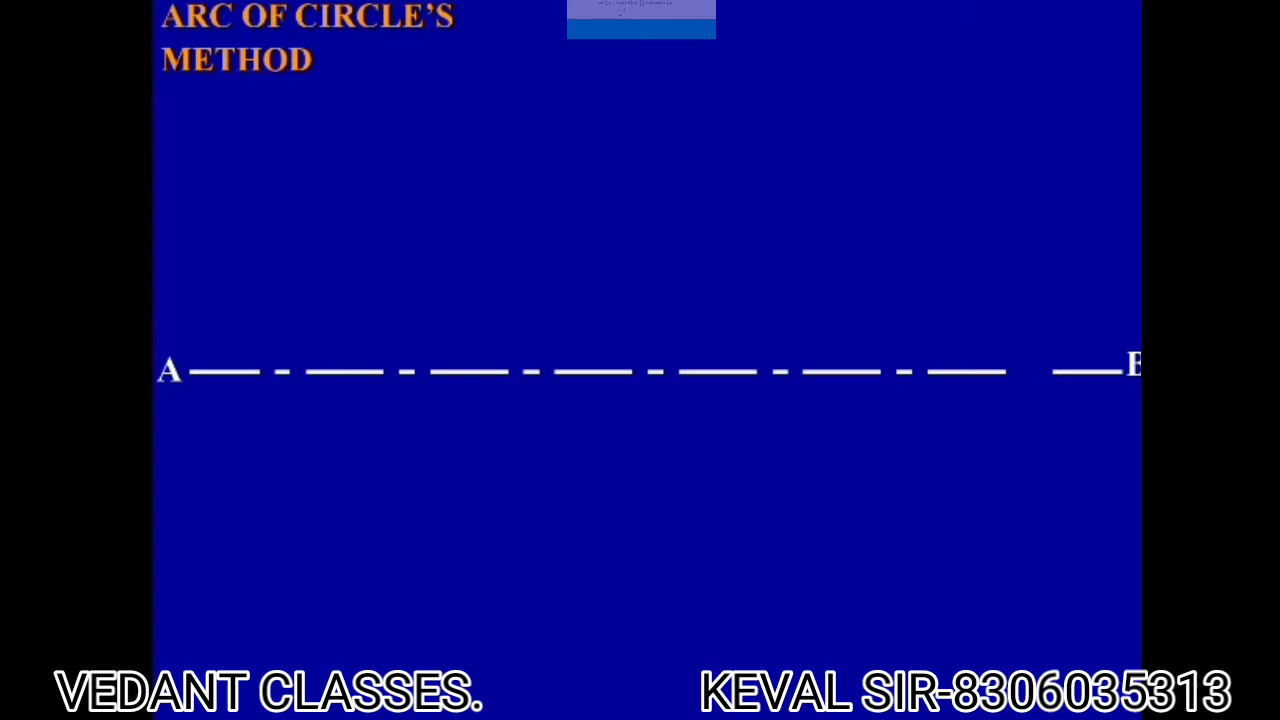 ARC OF CIRCLE'S
METHOD
A
B
VEDANT CLASSES.
KEVAL SIR-8306035313